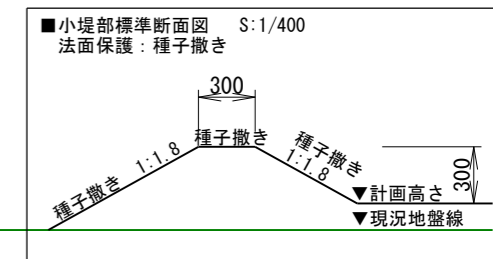 ■小堤部標準断面図 S:1/400
法面保護：種子撒き
300
種子撒き
種子撒き 1:1.8
種子撒き
1:1.8
300
▼計画高さ
▼現況地盤線